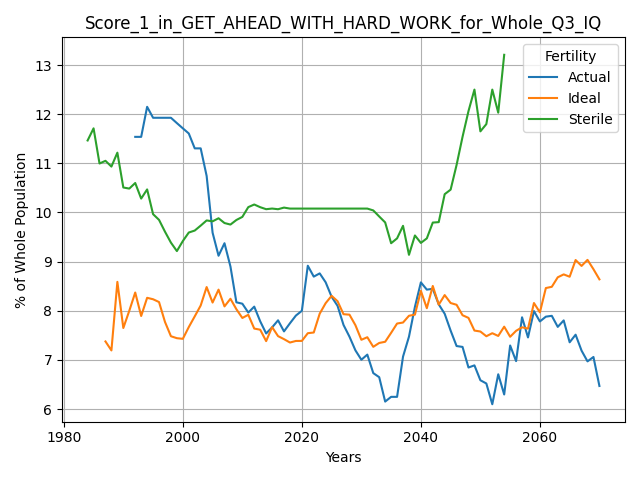 Score_1_in_GET_AHEAD_WITH_HARD_WORK_for_Whole_Q3_IQ
Fertility
Actual
Ideal
Sterile
% of Whole Population
13
12
11
10
9
8
7
6
1980 2000 2020 2040 2060
Years